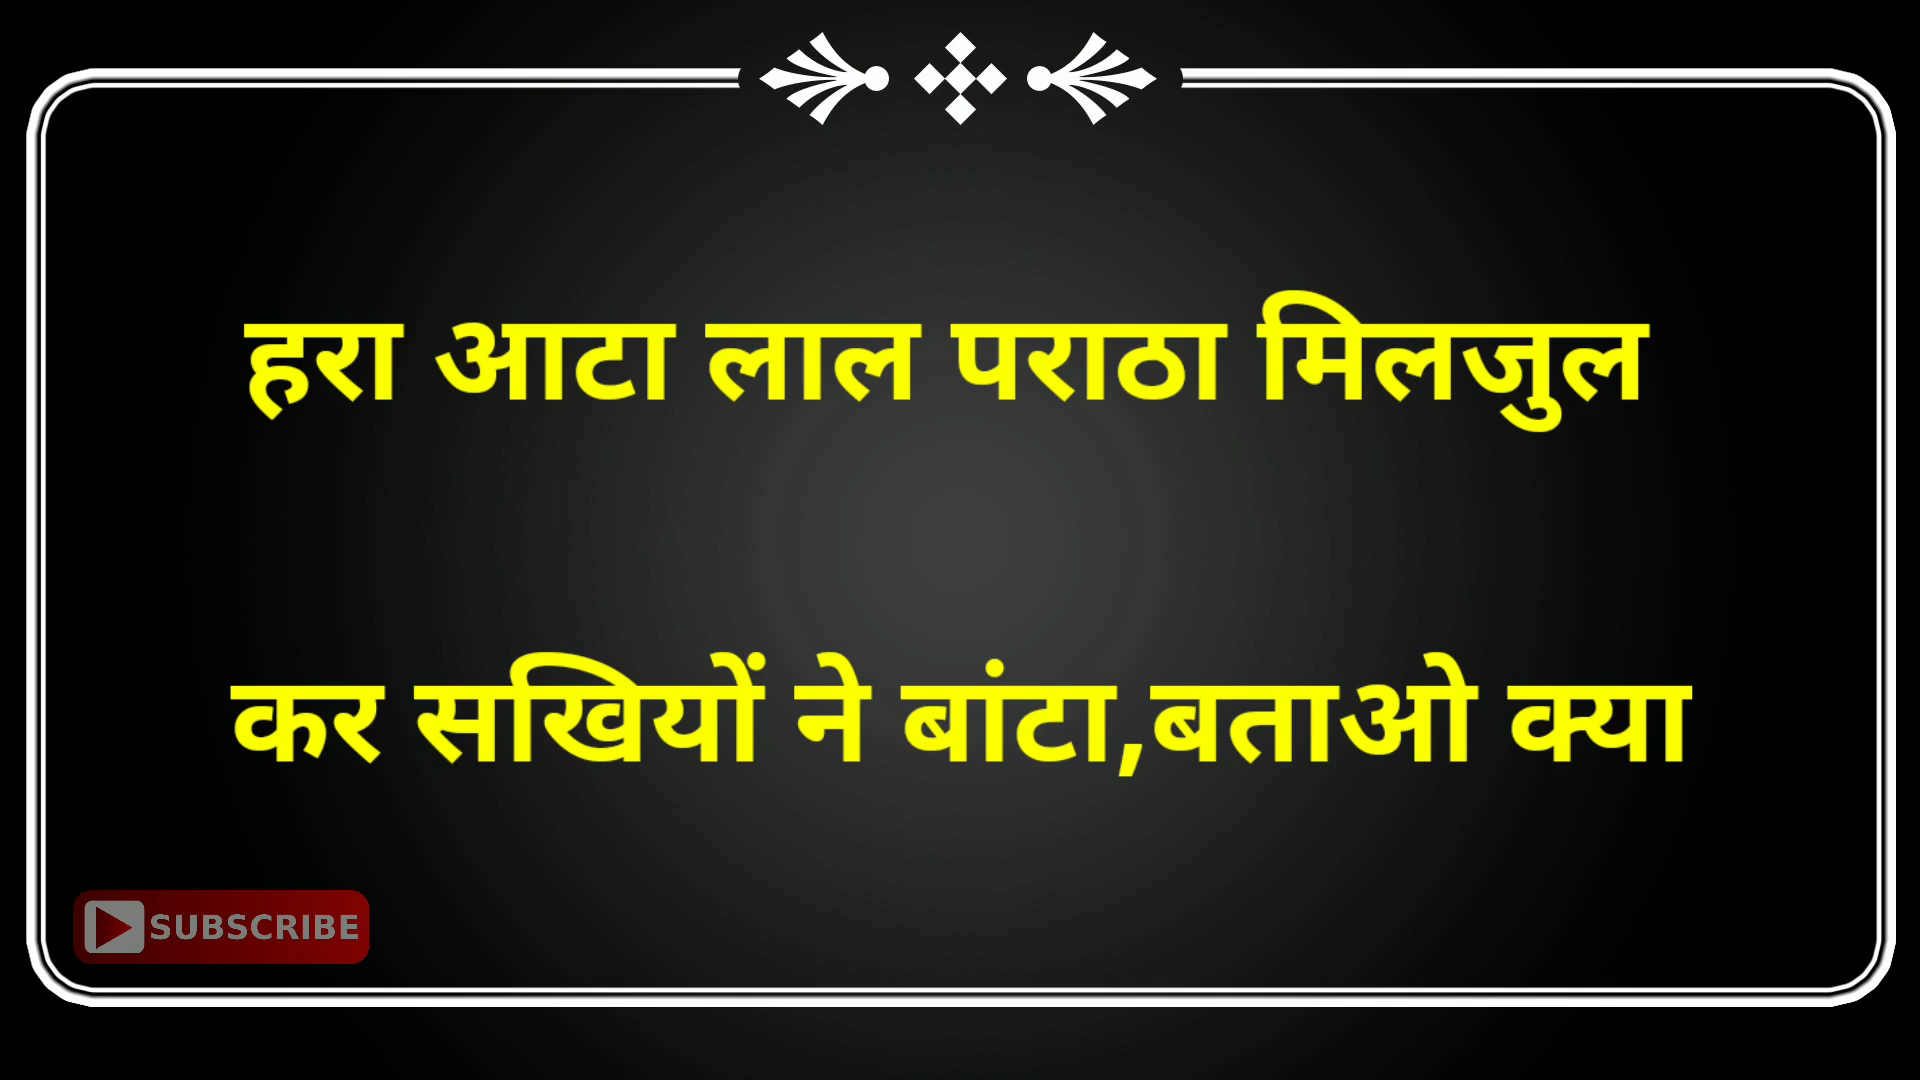 हरा आटा लाल पराठा मिलजुल
कर सखियों ने बांटा,बताओ क्या
SUBSCRIBE